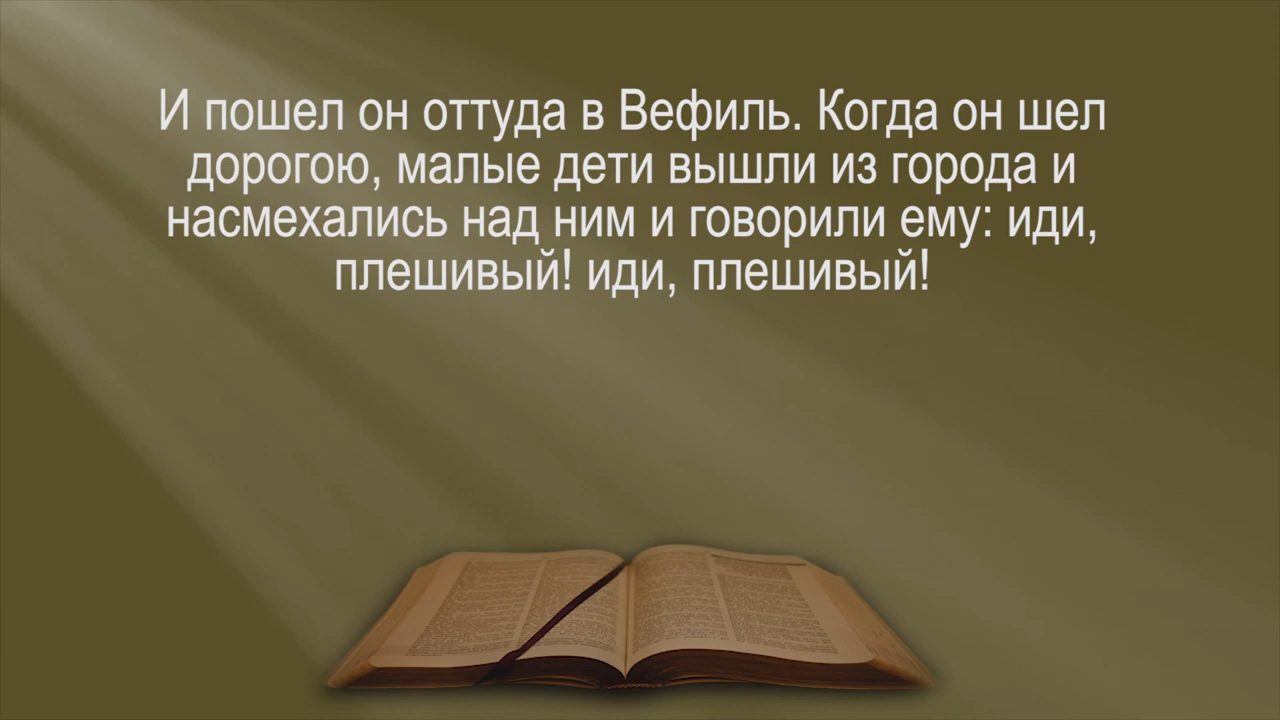 И пошел он оттуда в Вефиль. Когда он шел
дорогою, малые дети вышли из города и
насмехались над ним и говорили ему: иди,
плешивый! иди, плешивый!